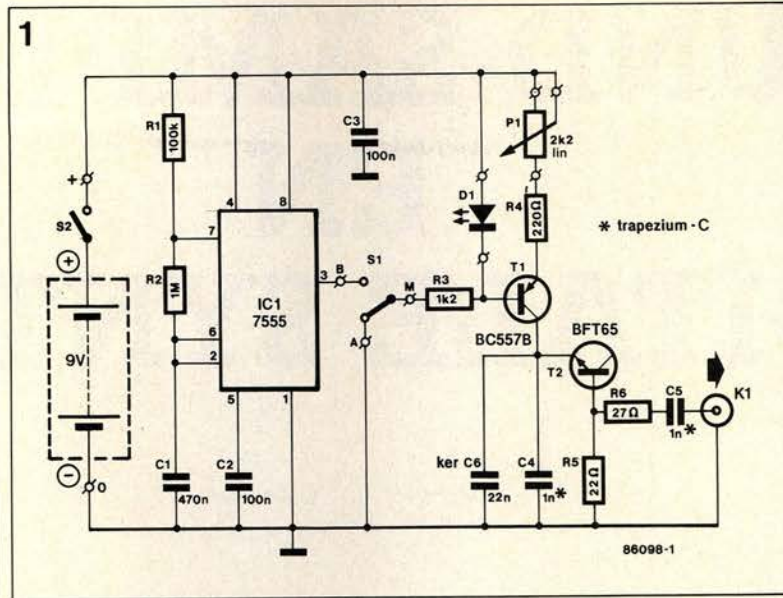 1
R1
100k
C3
100n
P1
2k2
lin
D1
R4
220Ω
* trapezium - C
+
S2
4
8
7
R2
1M
IC1
7555
3
B
S1
M
R3
1k2
T1
BC557B
A
6
2
5
1
9V
BFT65
T2
R6
27Ω
C5
1n *
K1
C1
470n
C2
100n
ker C6
22n
C4
1n *
R5
22Ω
−
0
86098-1